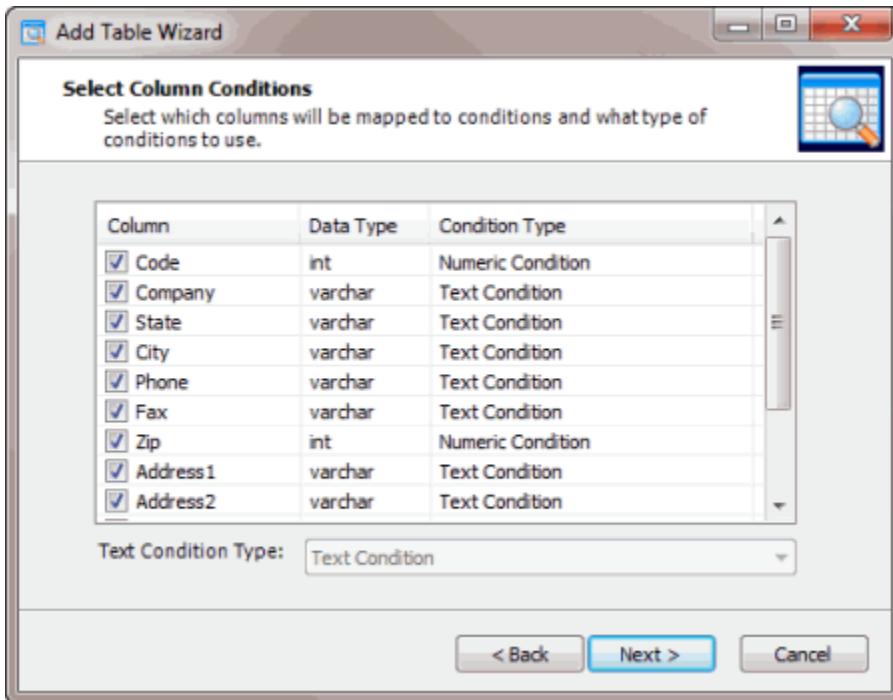 Add Table Wizard
Select Column Conditions
Select which columns will be mapped to conditions and what type of
conditions to use.
Column Data Type Condition Type
Code int Numeric Condition
Company varchar Text Condition
State varchar Text Condition
City varchar Text Condition
Phone varchar Text Condition
Fax varchar Text Condition
Zip int Numeric Condition
Address1 varchar Text Condition
Address2 varchar Text Condition
Text Condition Type: Text Condition
< Back Next > Cancel